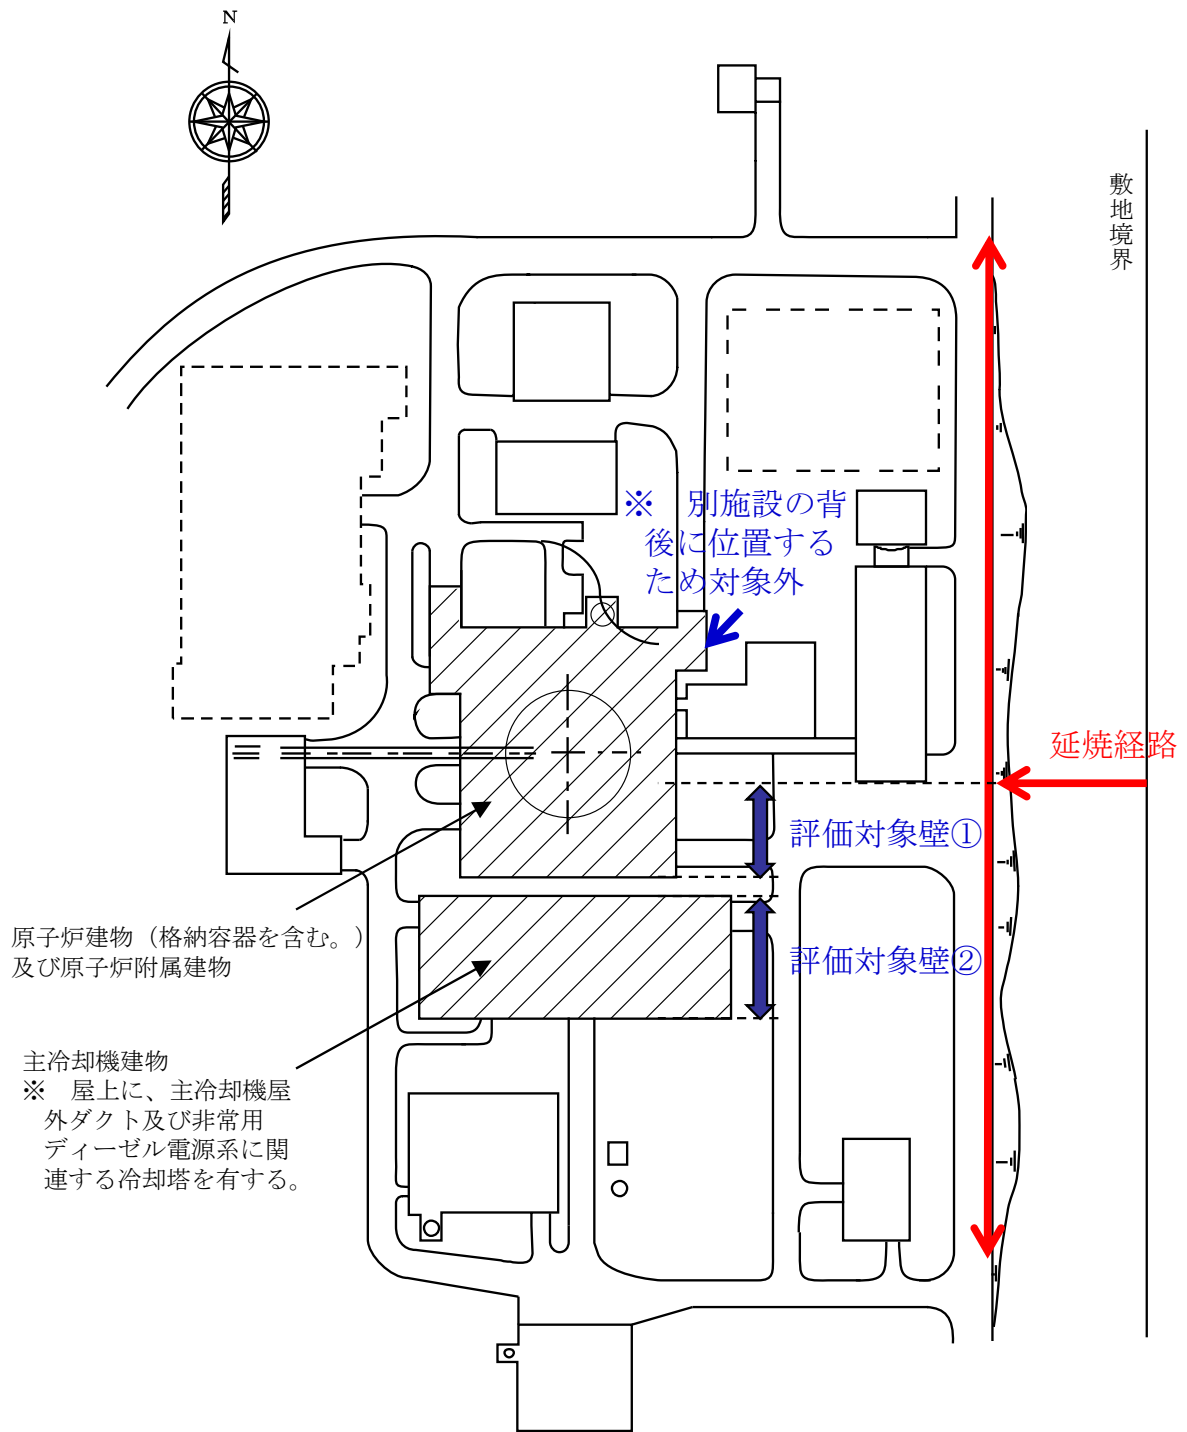 N
敷地境界
※　別施設の背
後に位置する
ため対象外
延焼経路
評価対象壁①
原子炉建物（格納容器を含む。）
及び原子炉附属建物
評価対象壁②
主冷却機建物
※　屋上に、主冷却機屋
外ダクト及び非常用
ディーゼル電源系に関
連する冷却塔を有する。